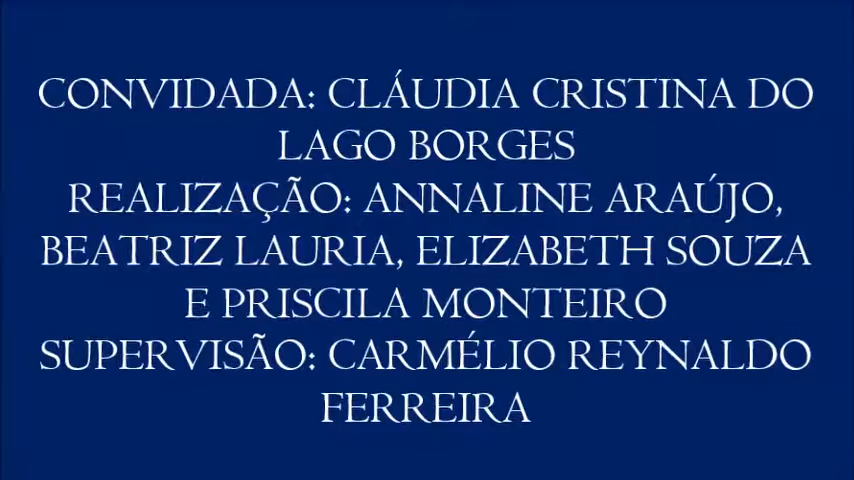 CONVIDADA: CLÁUDIA CRISTINA DO
LAGO BORGES
REALIZAÇÃO: ANNALINE ARAÚJO,
BEATRIZ LAURIA, ELIZABETH SOUZA
E PRISCILA MONTEIRO
SUPERVISÃO: CARMÉLIO REYNALDO
FERREIRA